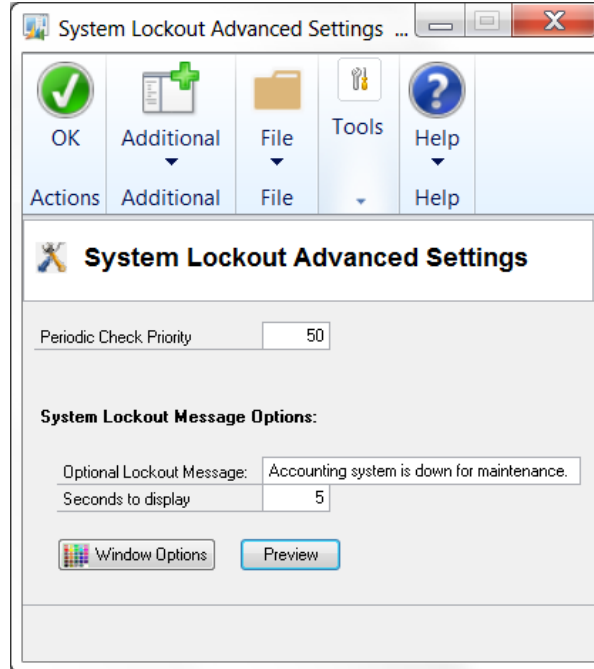 System Lockout Advanced Settings ...
OK Additional File Tools Help
Actions Additional File Help
System Lockout Advanced Settings
Periodic Check Priority 50
System Lockout Message Options:
Optional Lockout Message: Accounting system is down for maintenance.
Seconds to display 5
Window Options Preview